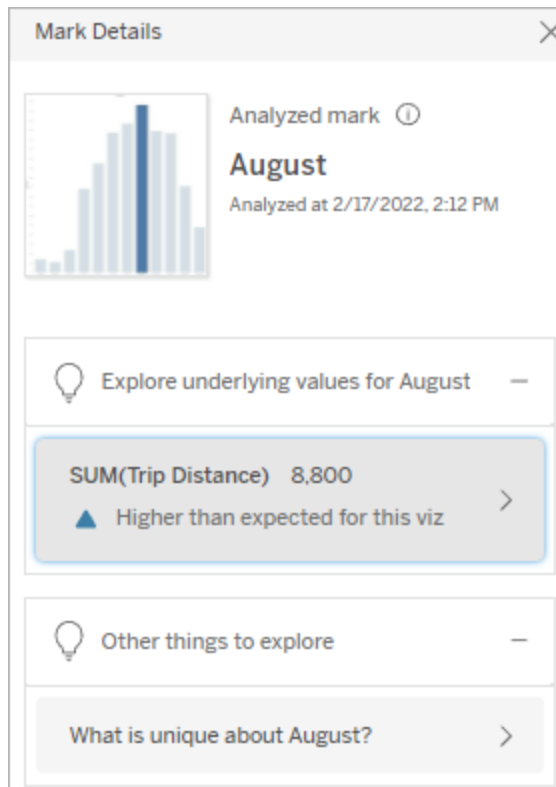 Mark Details
Analyzed mark
August
Analyzed at 2/17/2022, 2:12 PM
Explore underlying values for August
SUM(Trip Distance) 8,800
Higher than expected for this viz
Other things to explore
What is unique about August?